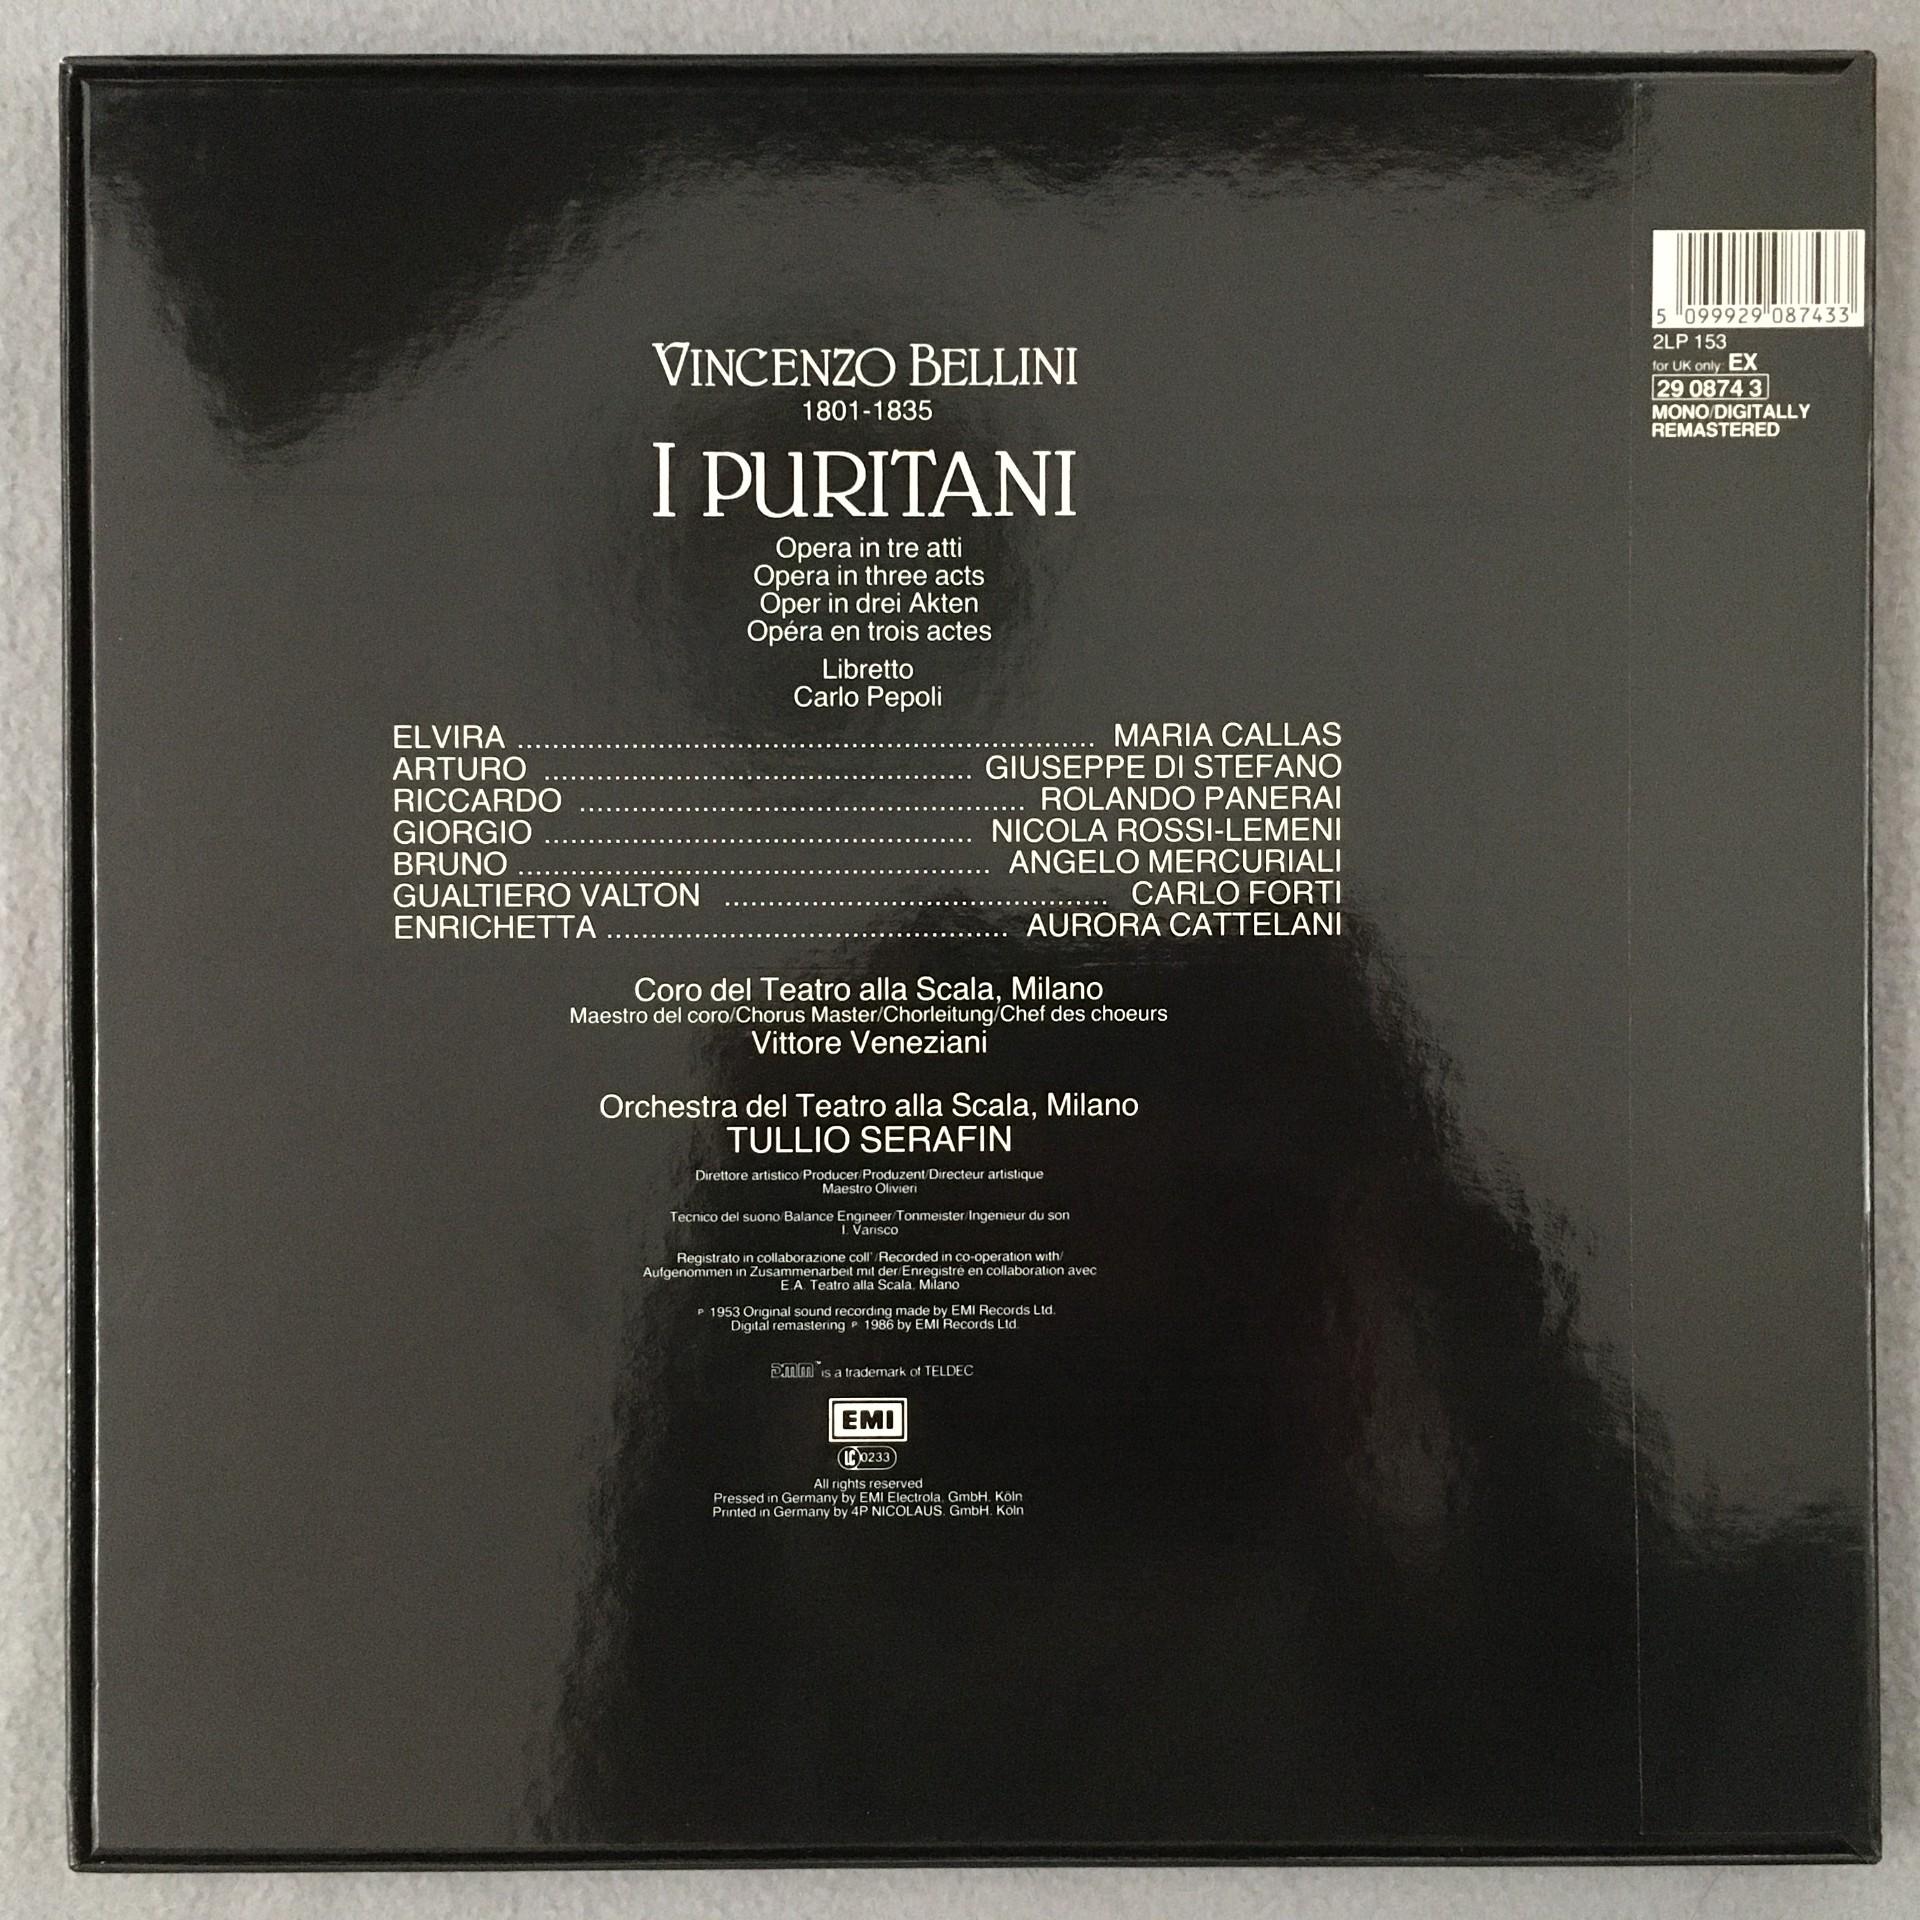 VINCENZO BELLINI
1801-1835
I PURITANI
Opera in tre atti
Opera in three acts
Oper in drei Akten
Opéra en trois actes
Libretto
Carlo Pepoli
ELVIRA ................................................................. MARIA CALLAS
ARTURO ................................................ GIUSEPPE DI STEFANO
RICCARDO .................................................. ROLANDO PANERAI
GIORGIO ................................................ NICOLA ROSSI-LEMENI
BRUNO ..................................................... ANGELO MERCURIALI
GUALTIERO VALTON ........................................... CARLO FORTI
ENRICHETTA ............................................. AURORA CATTELANI
Coro del Teatro alla Scala, Milano
Maestro del coro/Chorus Master/Chorleitung/Chef des choeurs
Vittore Veneziani
Orchestra del Teatro alla Scala, Milano
TULLIO SERAFIN
Direttore artistico/Producer/Produzent/Directeur artistique
Maestro Olivieri
Tecnico del suono/Balance Engineer/Tonmeister/Ingenieur du son
I. Varisco
Registrato in collaborazione coll'/Recorded in co-operation with/
Aufgenommen in Zusammenarbeit mit der/Enregistré en collaboration avec
E.A. Teatro alla Scala, Milano
℗ 1953 Original sound recording made by EMI Records Ltd.
Digital remastering ℗ 1986 by EMI Records Ltd.
DMM™ is a trademark of TELDEC
EMI
LC 0233
All rights reserved
Pressed in Germany by EMI Electrola. GmbH. Köln
Printed in Germany by 4P NICOLAUS. GmbH. Köln
5 099929 087433
2LP 153
for UK only: EX
29 0874 3
MONO/DIGITALLY
REMASTERED